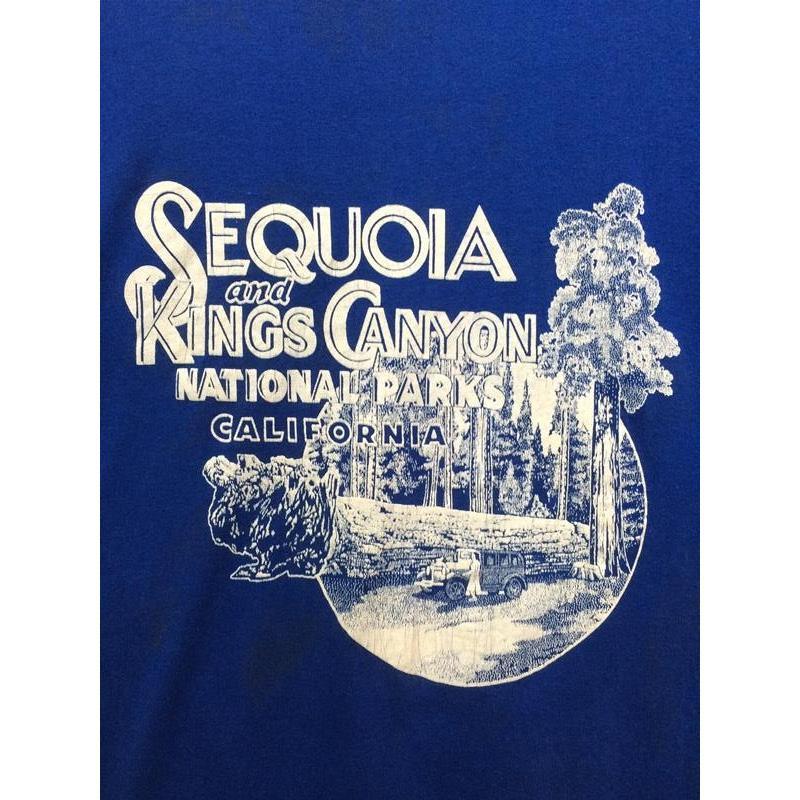 SEQUOIA
and
KINGS CANYON
NATIONAL PARKS
CALIFORNIA